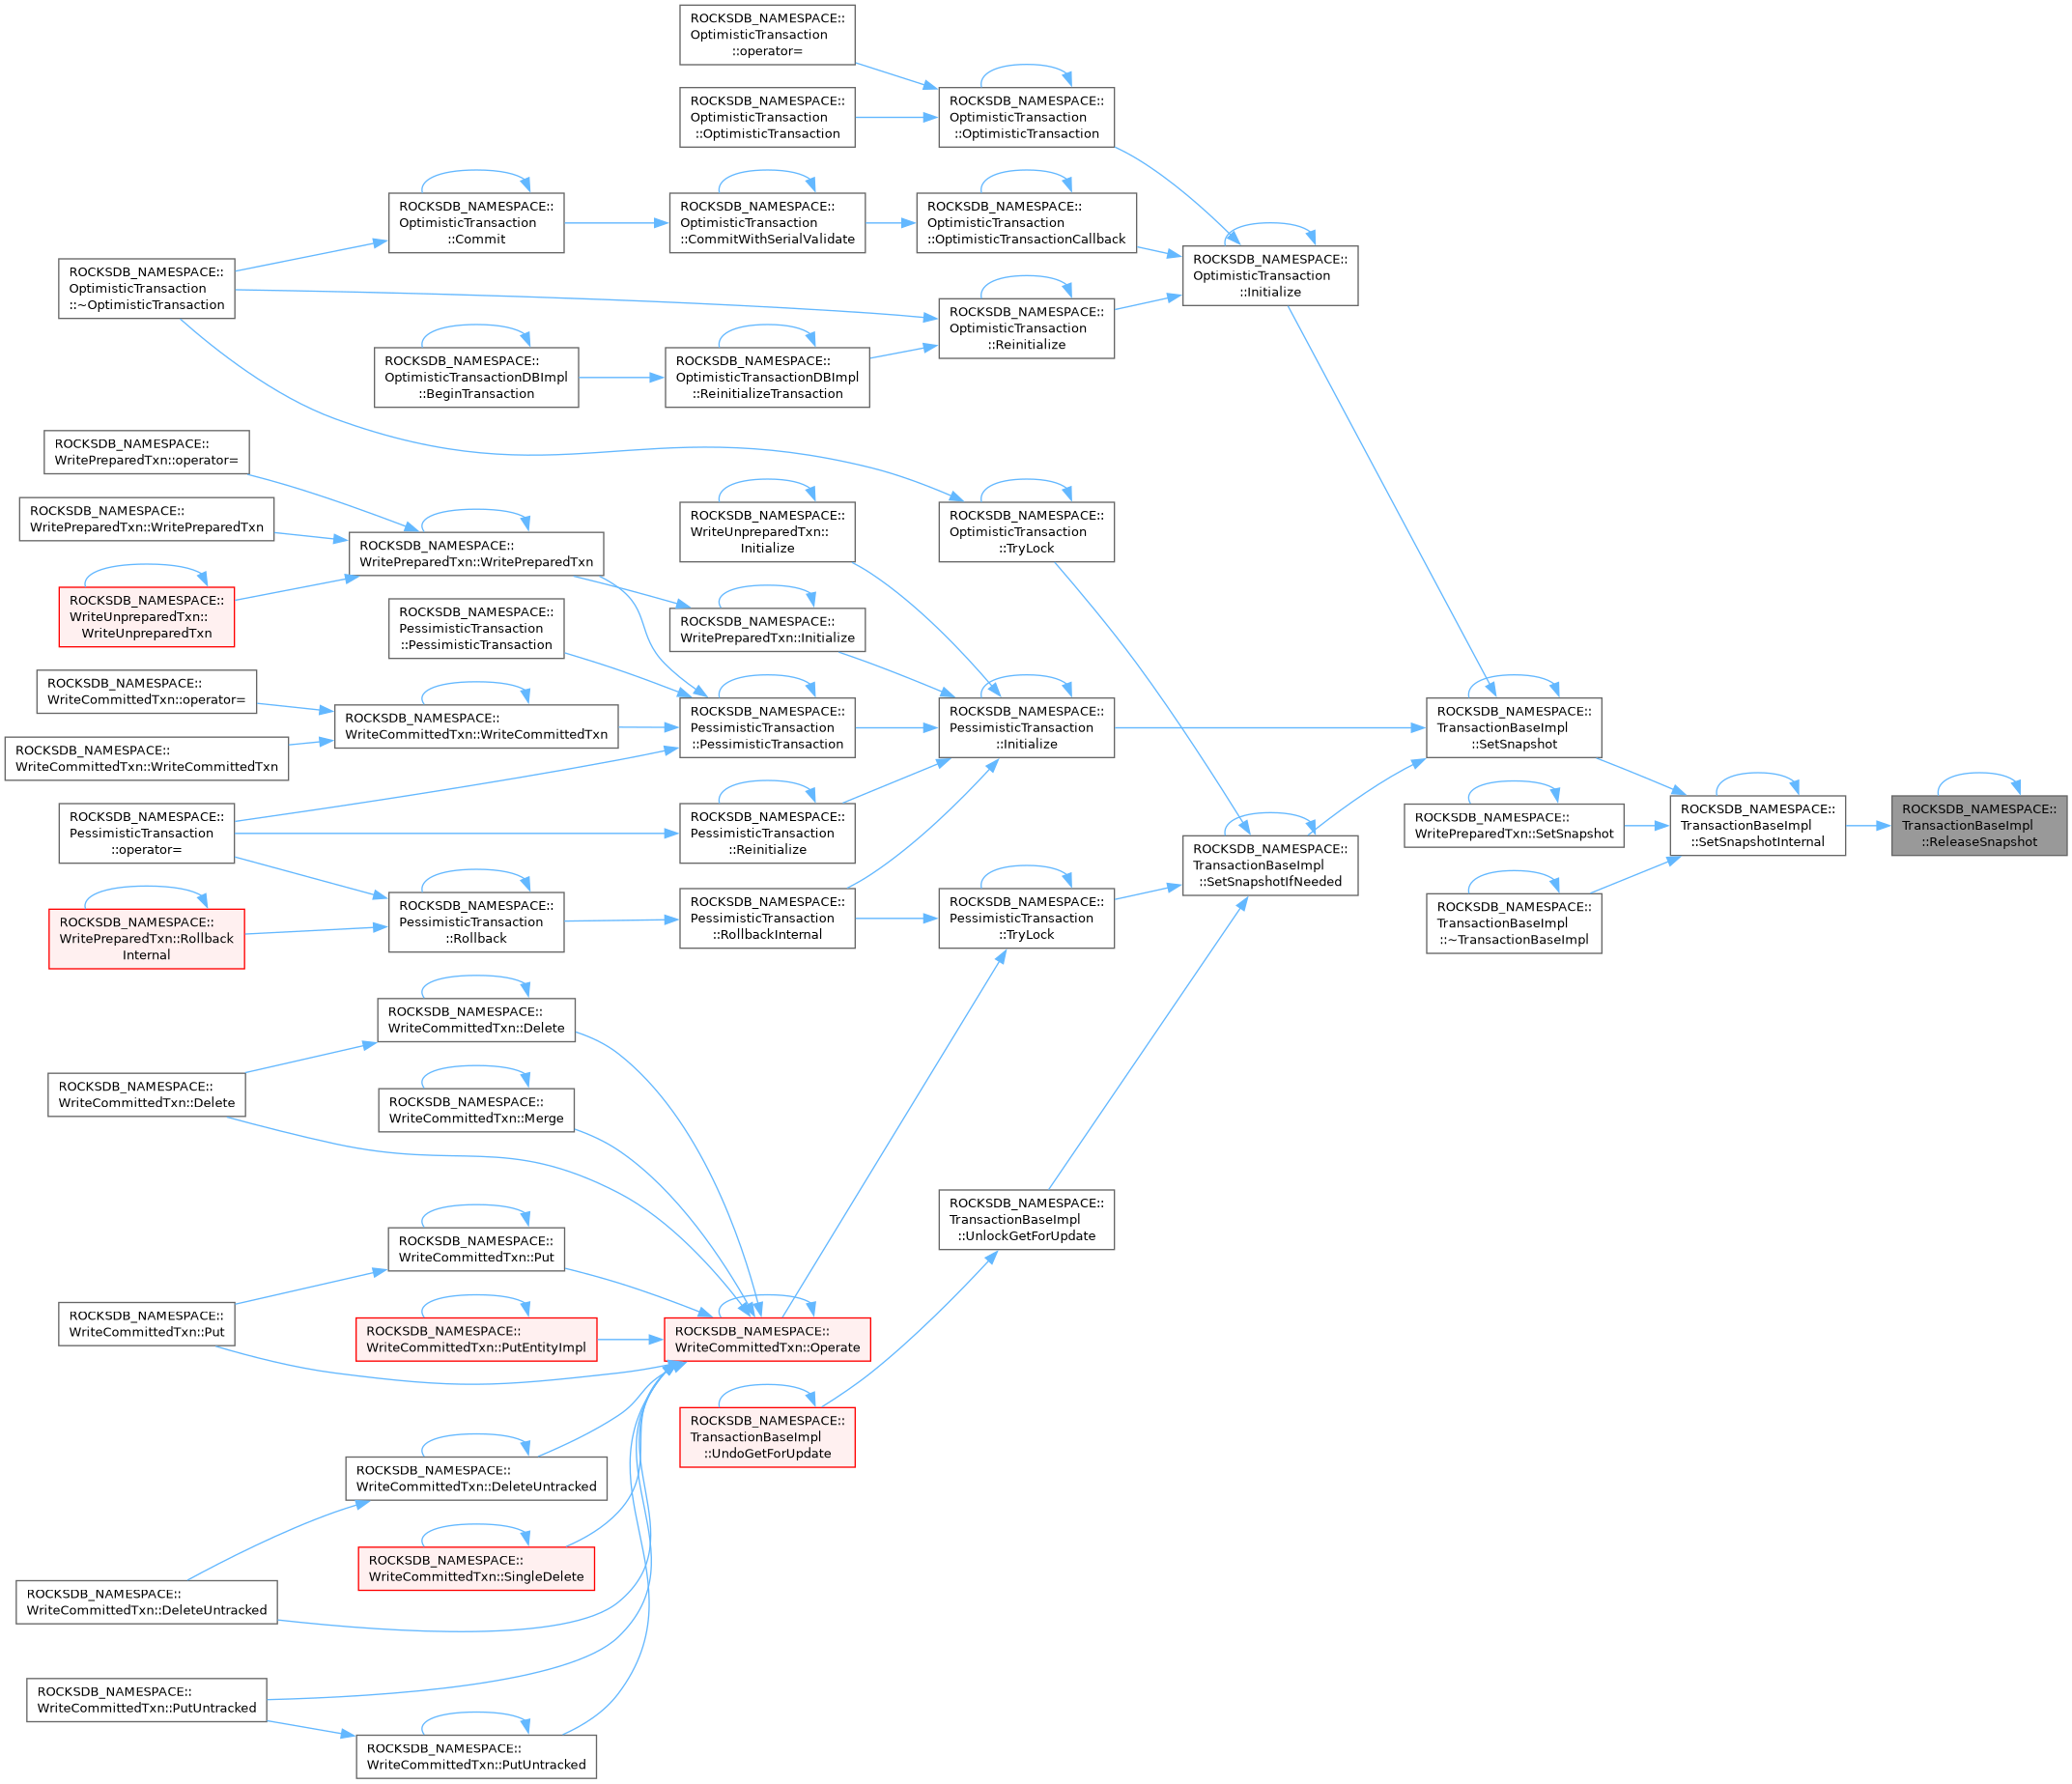 ROCKSDB_NAMESPACE::
OptimisticTransaction
::operator=
ROCKSDB_NAMESPACE::
OptimisticTransaction
::OptimisticTransaction
ROCKSDB_NAMESPACE::
OptimisticTransaction
::OptimisticTransaction
ROCKSDB_NAMESPACE::
OptimisticTransaction
::Commit
ROCKSDB_NAMESPACE::
OptimisticTransaction
::CommitWithSerialValidate
ROCKSDB_NAMESPACE::
OptimisticTransaction
::OptimisticTransactionCallback
ROCKSDB_NAMESPACE::
OptimisticTransaction
::Initialize
ROCKSDB_NAMESPACE::
OptimisticTransaction
::~OptimisticTransaction
ROCKSDB_NAMESPACE::
OptimisticTransaction
::Reinitialize
ROCKSDB_NAMESPACE::
OptimisticTransactionDBImpl
::BeginTransaction
ROCKSDB_NAMESPACE::
OptimisticTransactionDBImpl
::ReinitializeTransaction
ROCKSDB_NAMESPACE::
WritePreparedTxn::operator=
ROCKSDB_NAMESPACE::
WritePreparedTxn::WritePreparedTxn
ROCKSDB_NAMESPACE::
WriteUnpreparedTxn::
Initialize
ROCKSDB_NAMESPACE::
OptimisticTransaction
::TryLock
ROCKSDB_NAMESPACE::
WritePreparedTxn::WritePreparedTxn
ROCKSDB_NAMESPACE::
WriteUnpreparedTxn::
WriteUnpreparedTxn
ROCKSDB_NAMESPACE::
PessimisticTransaction
::PessimisticTransaction
ROCKSDB_NAMESPACE::
WritePreparedTxn::Initialize
ROCKSDB_NAMESPACE::
WriteCommittedTxn::operator=
ROCKSDB_NAMESPACE::
WriteCommittedTxn::WriteCommittedTxn
ROCKSDB_NAMESPACE::
PessimisticTransaction
::PessimisticTransaction
ROCKSDB_NAMESPACE::
PessimisticTransaction
::Initialize
ROCKSDB_NAMESPACE::
TransactionBaseImpl
::SetSnapshot
ROCKSDB_NAMESPACE::
WriteCommittedTxn::WriteCommittedTxn
ROCKSDB_NAMESPACE::
PessimisticTransaction
::operator=
ROCKSDB_NAMESPACE::
PessimisticTransaction
::Reinitialize
ROCKSDB_NAMESPACE::
TransactionBaseImpl
::SetSnapshotIfNeeded
ROCKSDB_NAMESPACE::
WritePreparedTxn::SetSnapshot
ROCKSDB_NAMESPACE::
TransactionBaseImpl
::SetSnapshotInternal
ROCKSDB_NAMESPACE::
TransactionBaseImpl
::ReleaseSnapshot
ROCKSDB_NAMESPACE::
WritePreparedTxn::Rollback
Internal
ROCKSDB_NAMESPACE::
PessimisticTransaction
::Rollback
ROCKSDB_NAMESPACE::
PessimisticTransaction
::RollbackInternal
ROCKSDB_NAMESPACE::
PessimisticTransaction
::TryLock
ROCKSDB_NAMESPACE::
TransactionBaseImpl
::~TransactionBaseImpl
ROCKSDB_NAMESPACE::
WriteCommittedTxn::Delete
ROCKSDB_NAMESPACE::
WriteCommittedTxn::Delete
ROCKSDB_NAMESPACE::
WriteCommittedTxn::Merge
ROCKSDB_NAMESPACE::
TransactionBaseImpl
::UnlockGetForUpdate
ROCKSDB_NAMESPACE::
WriteCommittedTxn::Put
ROCKSDB_NAMESPACE::
WriteCommittedTxn::Put
ROCKSDB_NAMESPACE::
WriteCommittedTxn::PutEntityImpl
ROCKSDB_NAMESPACE::
WriteCommittedTxn::Operate
ROCKSDB_NAMESPACE::
TransactionBaseImpl
::UndoGetForUpdate
ROCKSDB_NAMESPACE::
WriteCommittedTxn::DeleteUntracked
ROCKSDB_NAMESPACE::
WriteCommittedTxn::SingleDelete
ROCKSDB_NAMESPACE::
WriteCommittedTxn::DeleteUntracked
ROCKSDB_NAMESPACE::
WriteCommittedTxn::PutUntracked
ROCKSDB_NAMESPACE::
WriteCommittedTxn::PutUntracked